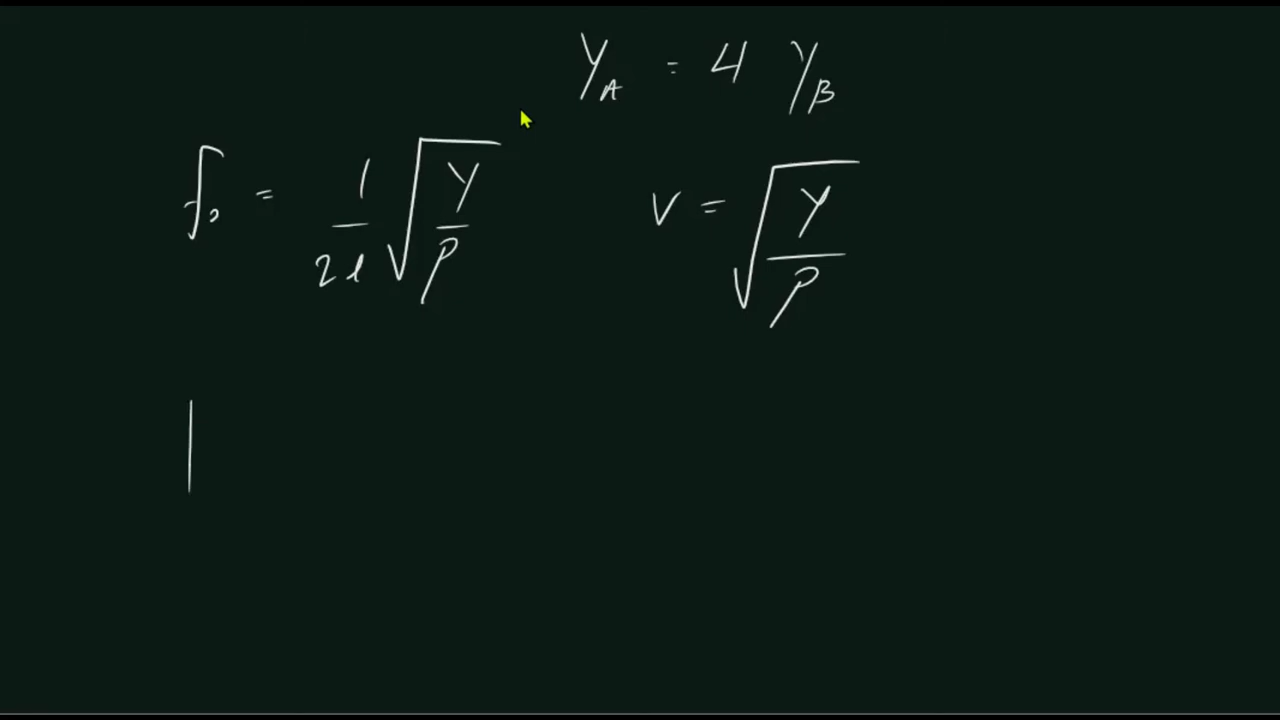 Y_A = 4 Y_B
f_0 = 1/(2l) √(Y/ρ)    v = √(Y/ρ)